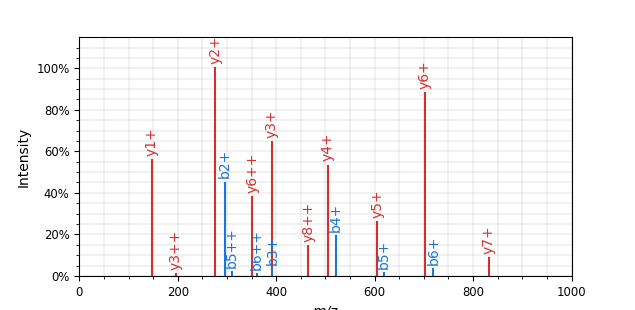 y2+
y6+
100%
y3+
y1+
80%
y4+
b2+
y6++
60%
Intensity
y5+
40%
y8++
b4+
y7+
y3++
b5++
b6++
b3+
b5+
b6+
20%
0%
0
200
400
600
800
1000